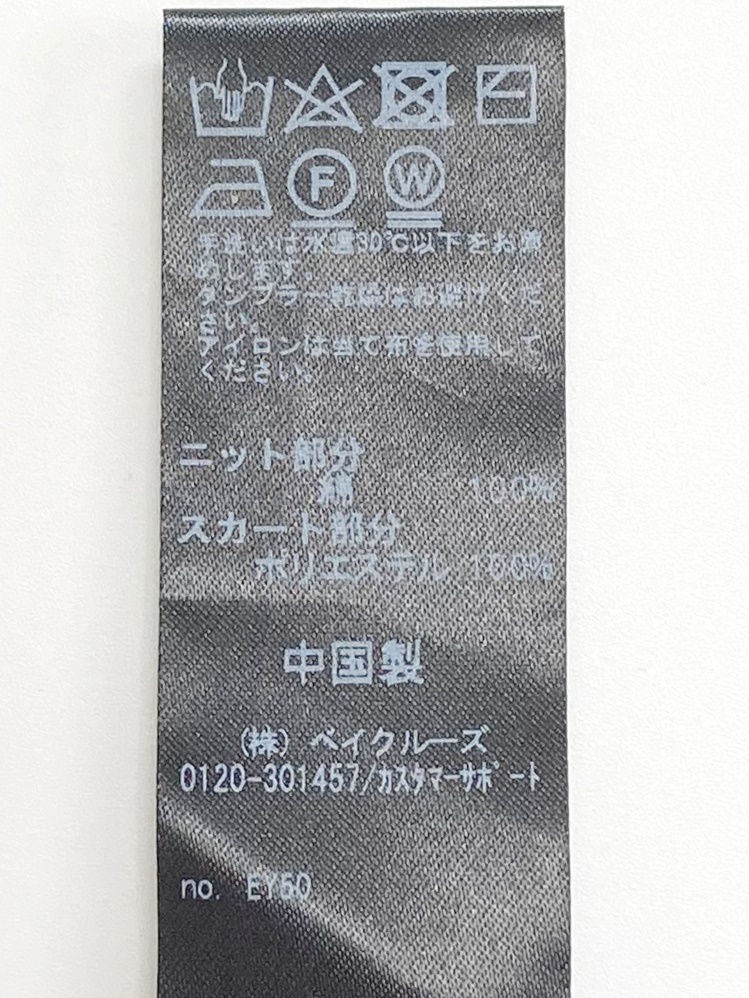 F W
手洗いは水温30℃以下をお薦
めします。
タンブラー乾燥はお避けくだ
さい。
アイロンは当て布を使用して
ください。
ニット部分
綿 100%
スカート部分
ポリエステル 100%
中国製
(株) ベイクルーズ
0120-301457/ｶｽﾀﾏｰｻﾎﾟｰﾄ
no. EY50